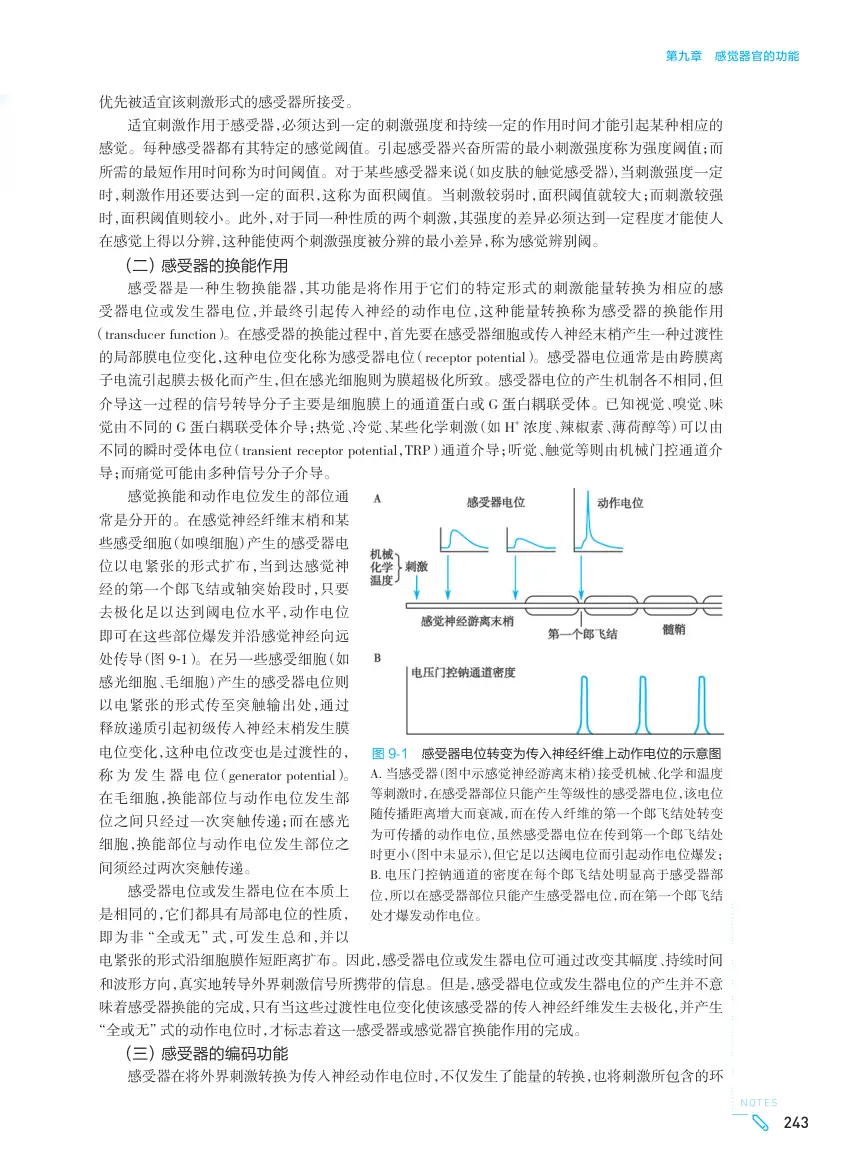 第九章 感觉器官的功能
优先被适宜该刺激形式的感受器所接受。
适宜刺激作用于感受器,必须达到一定的刺激强度和持续一定的作用时间才能引起某种相应的
感觉。每种感受器都有其特定的感觉阈值。引起感受器兴奋所需的最小刺激强度称为强度阈值;而
所需的最短作用时间称为时间阈值。对于某些感受器来说(如皮肤的触觉感受器),当刺激强度一定
时,刺激作用还要达到一定的面积,这称为面积阈值。当刺激较弱时,面积阈值就较大;而刺激较强
时,面积阈值则较小。此外,对于同一种性质的两个刺激,其强度的差异必须达到一定程度才能使人
在感觉上得以分辨,这种能使两个刺激强度被分辨的最小差异,称为感觉辨别阈。
(二)感受器的换能作用
感受器是一种生物换能器,其功能是将作用于它们的特定形式的刺激能量转换为相应的感
受器电位或发生器电位,并最终引起传入神经的动作电位,这种能量转换称为感受器的换能作用
(transducer function)。在感受器的换能过程中,首先要在感受器细胞或传入神经末梢产生一种过渡性
的局部膜电位变化,这种电位变化称为感受器电位(receptor potential)。感受器电位通常是由跨膜离
子电流引起膜去极化而产生,但在感光细胞则为膜超极化所致。感受器电位的产生机制各不相同,但
介导这一过程的信号转导分子主要是细胞膜上的通道蛋白或 G 蛋白耦联受体。已知视觉、嗅觉、味
觉由不同的 G 蛋白耦联受体介导;热觉、冷觉、某些化学刺激(如 H⁺ 浓度、辣椒素、薄荷醇等)可以由
不同的瞬时受体电位(transient receptor potential,TRP)通道介导;听觉、触觉等则由机械门控通道介
导;而痛觉可能由多种信号分子介导。
感觉换能和动作电位发生的部位通
常是分开的。在感觉神经纤维末梢和某
些感受细胞(如嗅细胞)产生的感受器电
位以电紧张的形式扩布,当到达感觉神
经的第一个郎飞结或轴突始段时,只要
去极化足以达到阈电位水平,动作电位
即可在这些部位爆发并沿感觉神经向远
处传导(图 9-1)。在另一些感受细胞(如
感光细胞、毛细胞)产生的感受器电位则
以电紧张的形式传至突触输出处,通过
释放递质引起初级传入神经末梢发生膜
电位变化,这种电位改变也是过渡性的,
称为发生器电位(generator potential)。
在毛细胞,换能部位与动作电位发生部
位之间只经过一次突触传递;而在感光
细胞,换能部位与动作电位发生部位之
间须经过两次突触传递。
感受器电位或发生器电位在本质上
是相同的,它们都具有局部电位的性质,
即为非“全或无”式,可发生总和,并以
A
感受器电位
动作电位
机械
化学
温度
刺激
感觉神经游离末梢
第一个郎飞结
髓鞘
B
电压门控钠通道密度
图 9-1 感受器电位转变为传入神经纤维上动作电位的示意图
A. 当感受器(图中示感觉神经游离末梢)接受机械、化学和温度
等刺激时,在感受器部位只能产生等级性的感受器电位,该电位
随传播距离增大而衰减,而在传入纤维的第一个郎飞结处转变
为可传播的动作电位,虽然感受器电位在传到第一个郎飞结处
时更小(图中未显示),但它足以达阈电位而引起动作电位爆发;
B. 电压门控钠通道的密度在每个郎飞结处明显高于感受器部
位,所以在感受器部位只能产生感受器电位,而在第一个郎飞结
处才爆发动作电位。
电紧张的形式沿细胞膜作短距离扩布。因此,感受器电位或发生器电位可通过改变其幅度、持续时间
和波形方向,真实地转导外界刺激信号所携带的信息。但是,感受器电位或发生器电位的产生并不意
味着感受器换能的完成,只有当这些过渡性电位变化使该感受器的传入神经纤维发生去极化,并产生
“全或无”式的动作电位时,才标志着这一感受器或感觉器官换能作用的完成。
(三)感受器的编码功能
感受器在将外界刺激转换为传入神经动作电位时,不仅发生了能量的转换,也将刺激所包含的环
NOTES
243